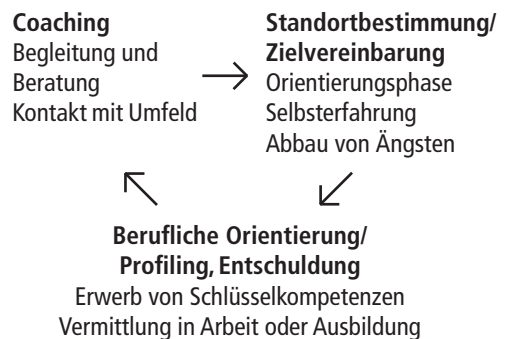 Coaching
Begleitung und
Beratung
Kontakt mit Umfeld
Standortbestimmung/
Zielvereinbarung
Orientierungsphase
Selbsterfahrung
Abbau von Ängsten
Berufliche Orientierung/
Profiling, Entschuldung
Erwerb von Schlüsselkompetenzen
Vermittlung in Arbeit oder Ausbildung